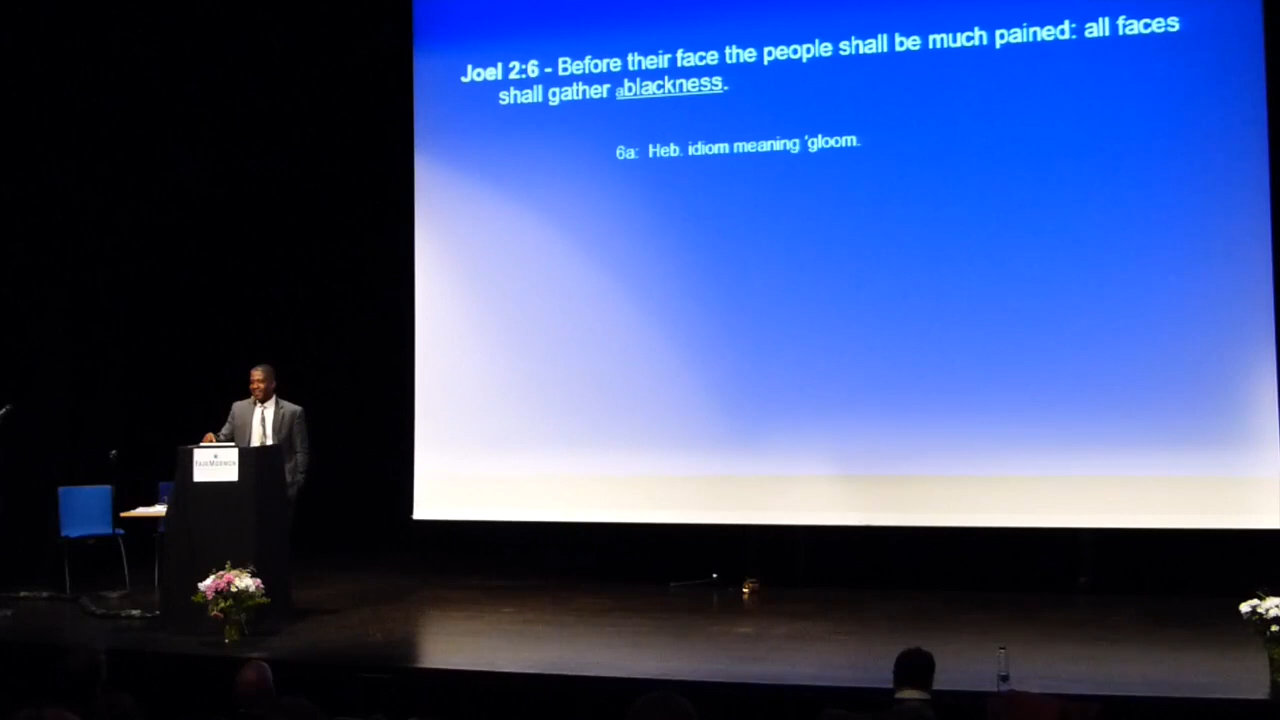 Joel 2:6 - Before their face the people shall be much pained: all faces
shall gather ablackness.
6a: Heb. idiom meaning ‘gloom.
FAIRMORMON